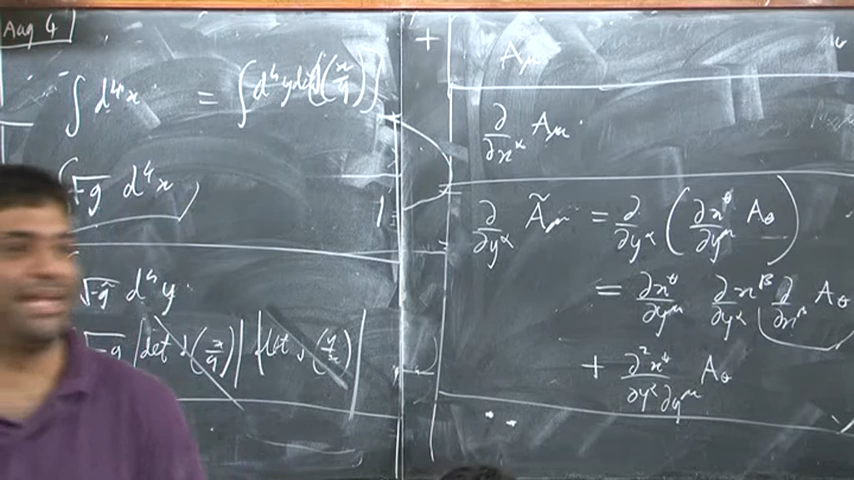 Aug 4
∫ d⁴x = ∫ d⁴y det(∂(x/y)) ∫
√-g d⁴x
√-g̃ d⁴y
√-g |det ∂(x/y)| |det ∂(y/x)|
+
A_μ
∂/∂x^α A_μ
∂/∂y^α Ã_μ = ∂/∂y^α (∂x^θ/∂y^μ A_θ)
= ∂x^θ/∂y^μ ∂x^β/∂y^α ∂/∂x^β A_θ
+ ∂²x^θ/∂y^α∂y^μ A_θ